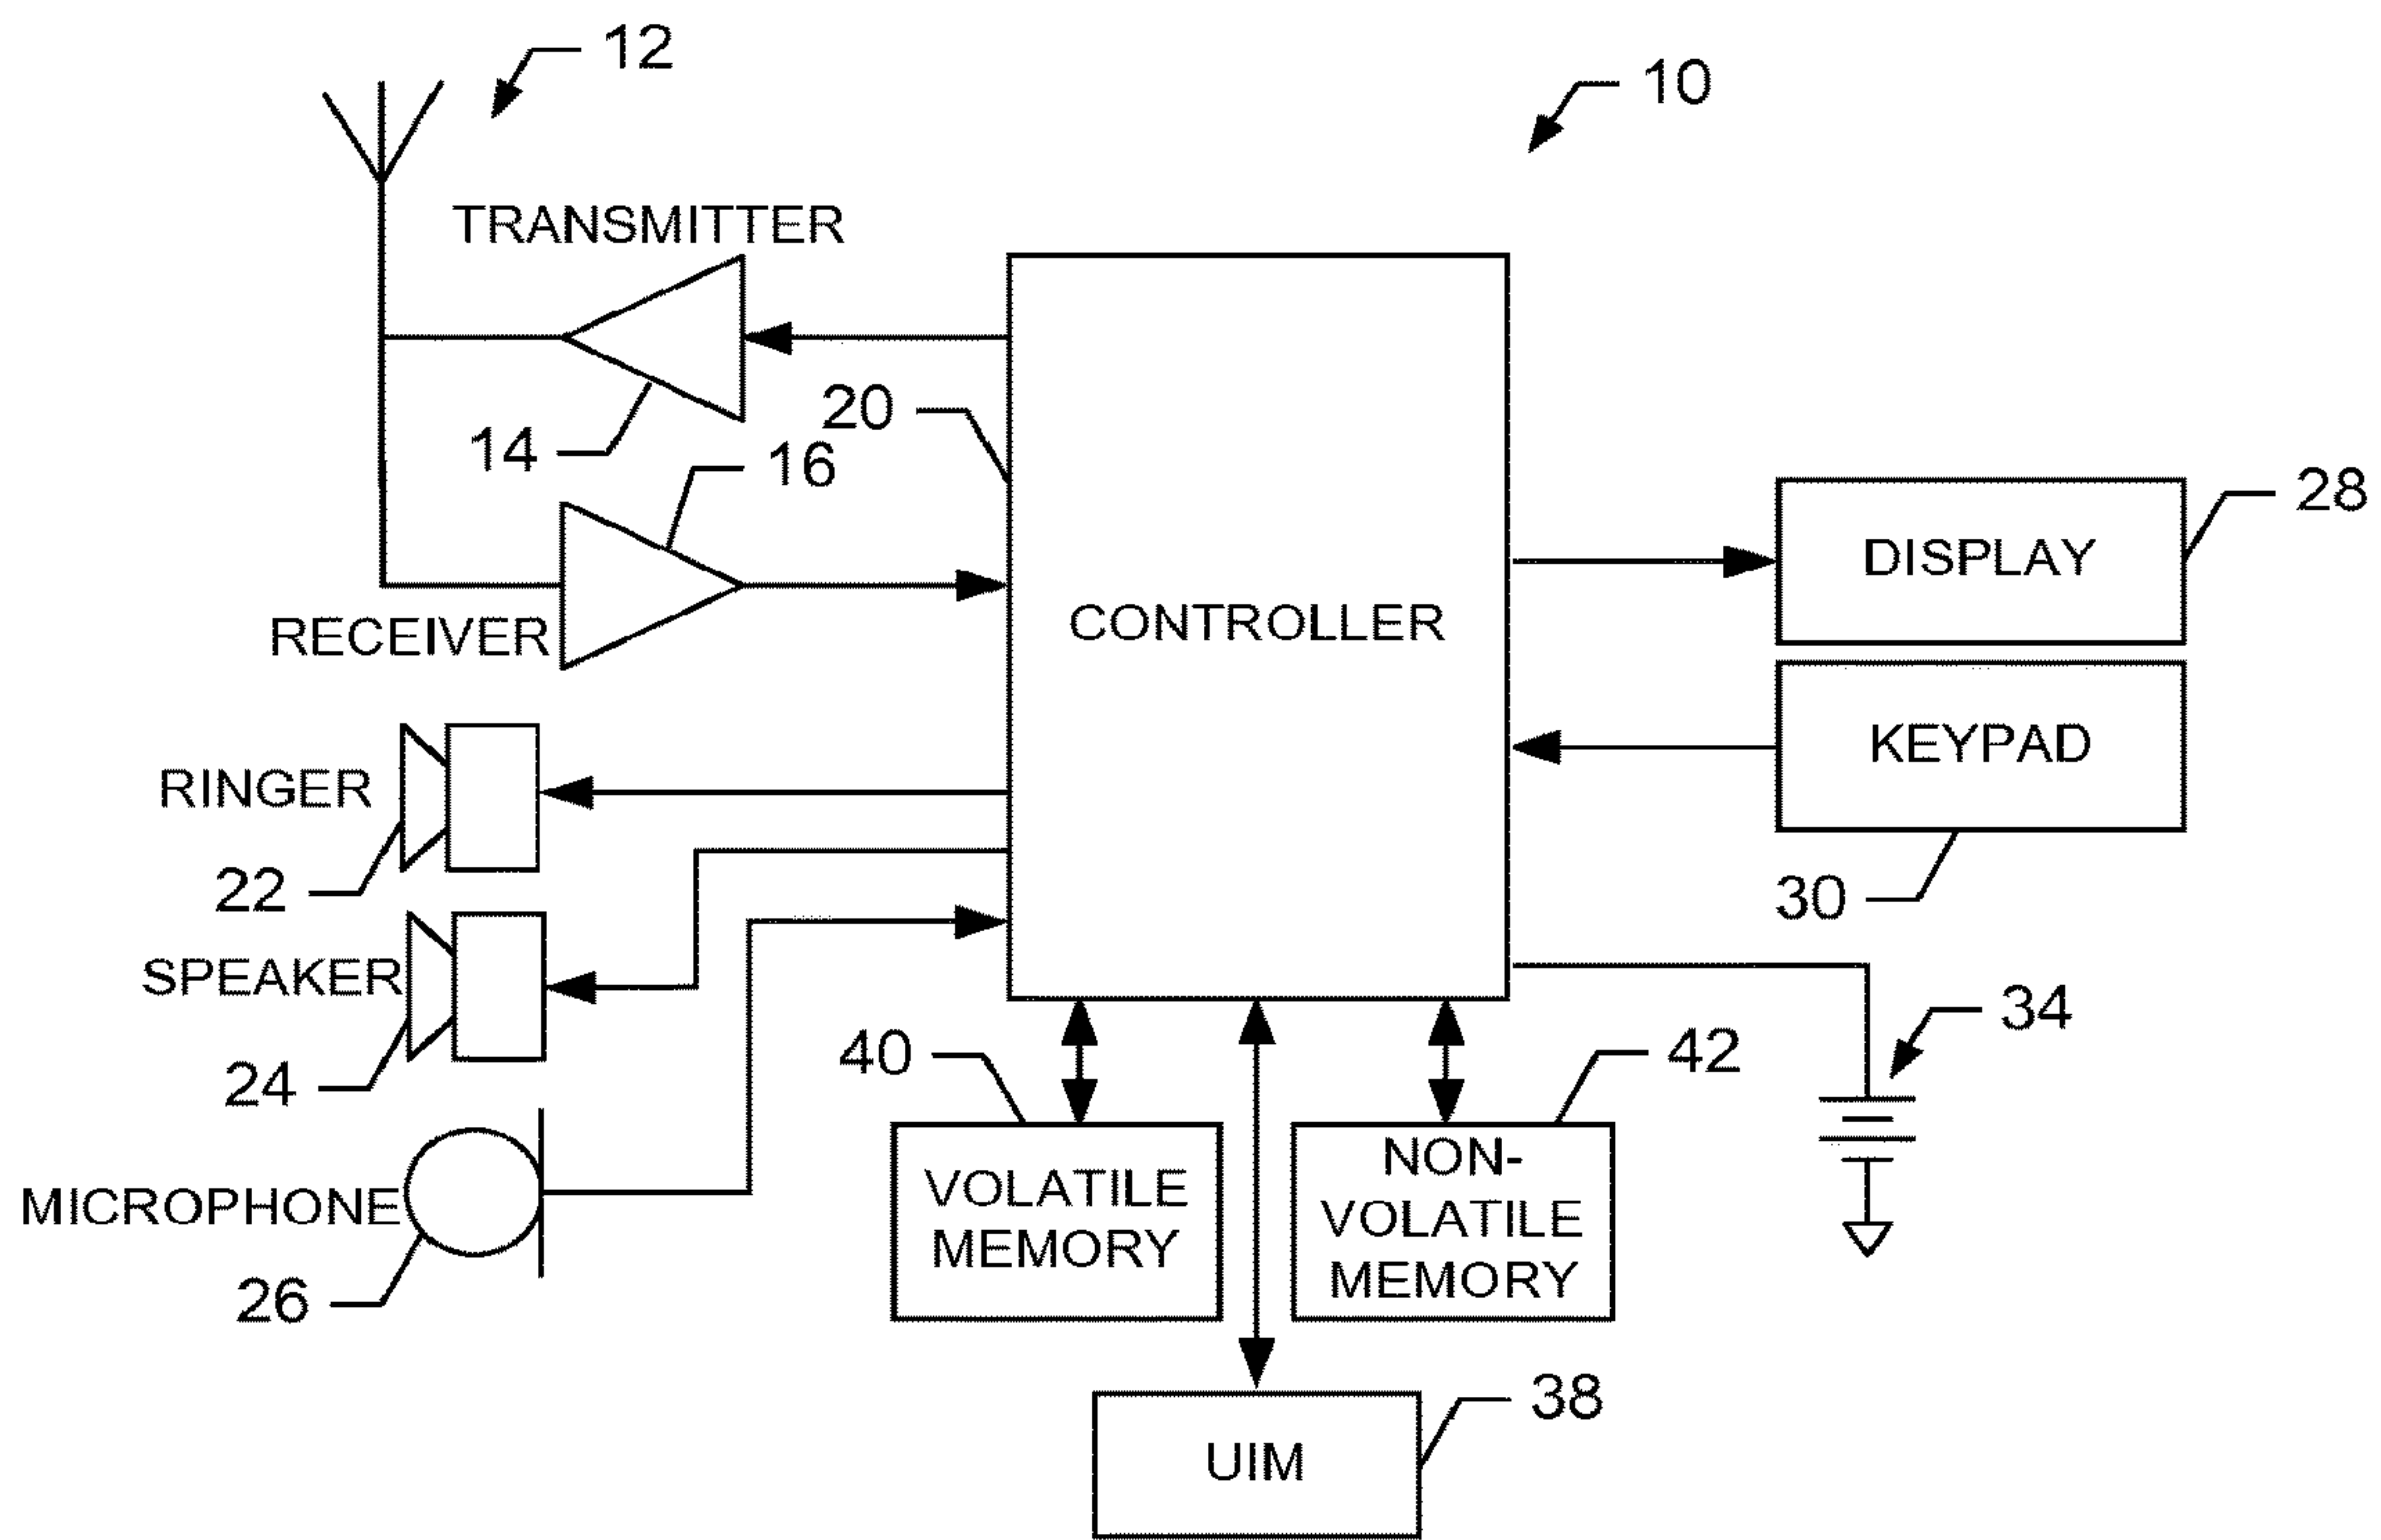 12
10
TRANSMITTER
14
20
16
28
DISPLAY
RECEIVER
CONTROLLER
KEYPAD
RINGER
22
30
SPEAKER
24
34
40
42
MICROPHONE
26
VOLATILE
MEMORY
NON-
VOLATILE
MEMORY
38
UIM